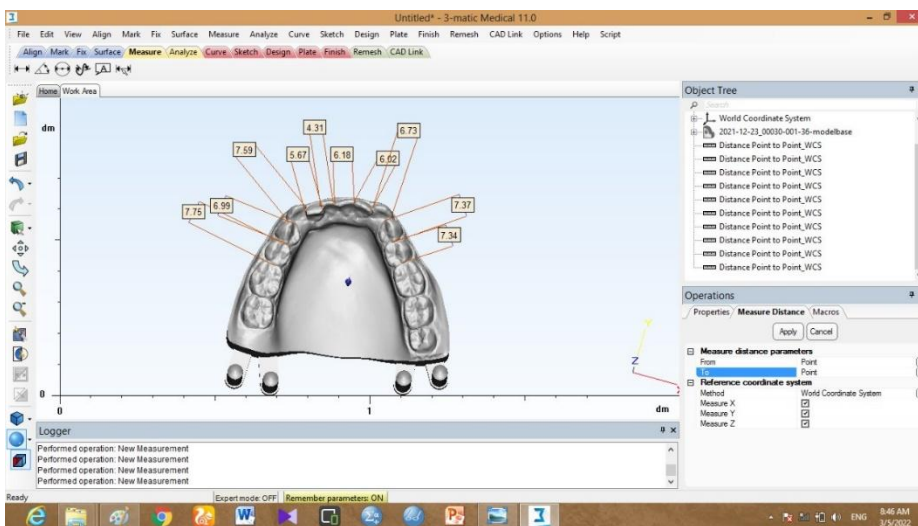 Untitled* - 3-matic Medical 11.0
File Edit View Align Mark Fix Surface Measure Analyze Curve Sketch Design Plate Finish Remesh CAD Link Options Help Script
Align Mark Fix Surface Measure Analyze Curve Sketch Design Plate Finish Remesh CAD Link
Home Work Area
dm
4.31
6.73
7.59
5.67
6.18
6.02
7.75
6.99
7.37
7.34
Y
Z
0
0
1
dm
Object Tree
Search
World Coordinate System
2021-12-23_00030-001-36-modelbase
Distance Point to Point_WCS
Distance Point to Point_WCS
Distance Point to Point_WCS
Distance Point to Point_WCS
Distance Point to Point_WCS
Distance Point to Point_WCS
Distance Point to Point_WCS
Distance Point to Point_WCS
Distance Point to Point_WCS
Distance Point to Point_WCS
Operations
Properties Measure Distance Macros
Apply Cancel
Measure distance parameters
From Point
To Point
Reference coordinate system
Method World Coordinate System
Measure X
Measure Y
Measure Z
Logger
Performed operation: New Measurement
Performed operation: New Measurement
Performed operation: New Measurement
Performed operation: New Measurement
Ready
Expert mode: OFF Remember parameters: ON
ENG
8:46 AM
3/5/2022